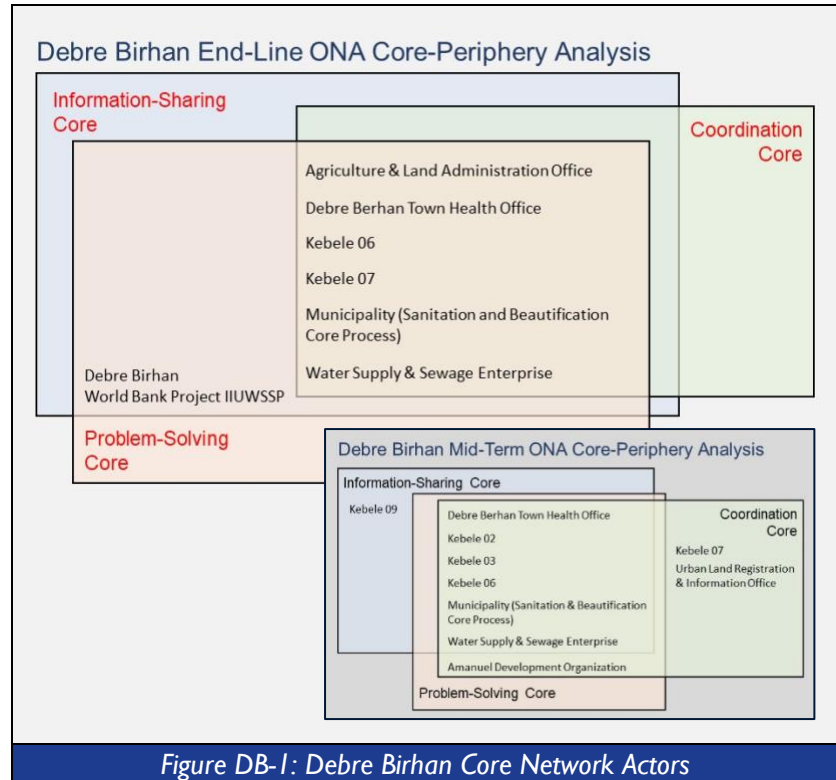 Debre Birhan End-Line ONA Core-Periphery Analysis
Information-Sharing
Core
Coordination
Core
Agriculture & Land Administration Office
Debre Berhan Town Health Office
Kebele 06
Kebele 07
Municipality (Sanitation and Beautification
Core Process)
Water Supply & Sewage Enterprise
Debre Birhan
World Bank Project IIUWSSP
Problem-Solving
Core
Debre Birhan Mid-Term ONA Core-Periphery Analysis
Information-Sharing Core
Kebele 09
Debre Berhan Town Health Office
Kebele 02
Kebele 03
Kebele 06
Municipality (Sanitation & Beautification
Core Process)
Water Supply & Sewage Enterprise
Amanuel Development Organization
Coordination
Core
Kebele 07
Urban Land Registration
& Information Office
Problem-Solving Core
Figure DB-1: Debre Birhan Core Network Actors